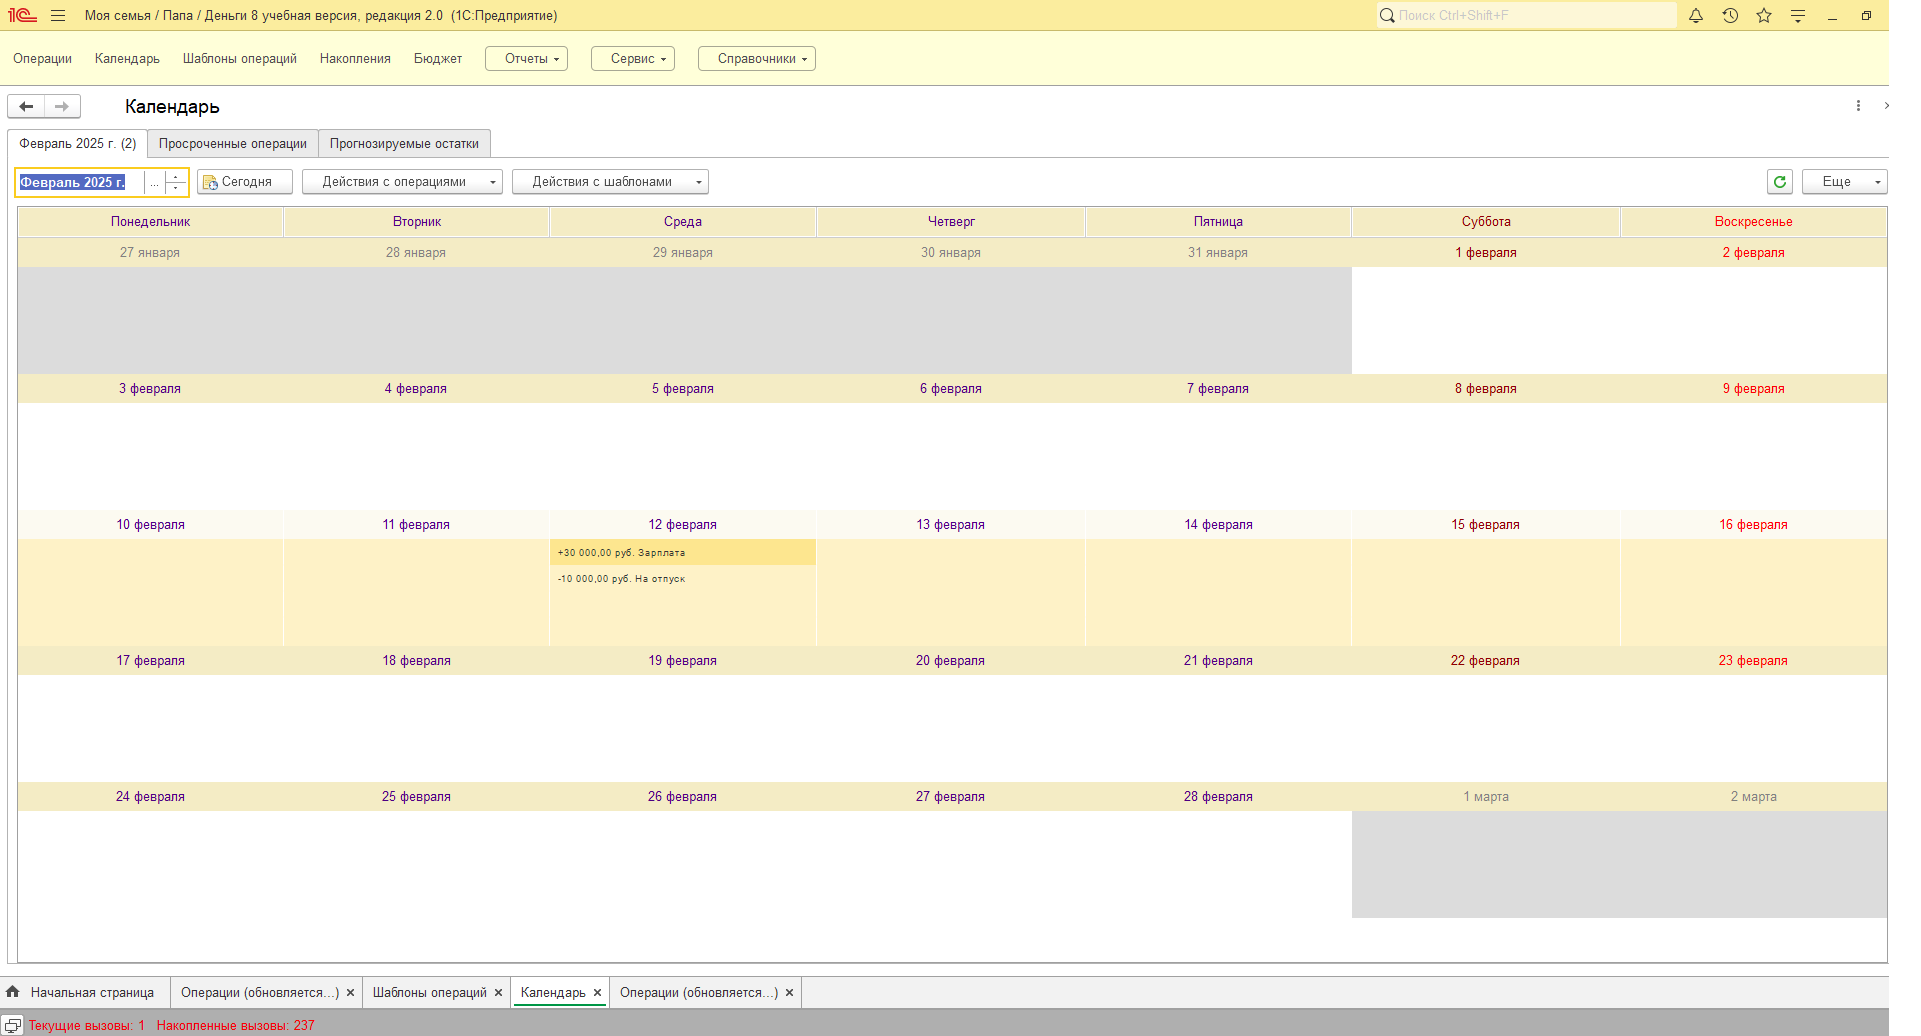 1С Моя семья / Папа / Деньги 8 учебная версия, редакция 2.0 (1С:Предприятие) Поиск Ctrl+Shift+F
Операции Календарь Шаблоны операций Накопления Бюджет Отчеты Сервис Справочники
Календарь
Февраль 2025 г. (2) Просроченные операции Прогнозируемые остатки
Февраль 2025 г. ... Сегодня Действия с операциями Действия с шаблонами Еще
Понедельник Вторник Среда Четверг Пятница Суббота Воскресенье
27 января 28 января 29 января 30 января 31 января 1 февраля 2 февраля
3 февраля 4 февраля 5 февраля 6 февраля 7 февраля 8 февраля 9 февраля
10 февраля 11 февраля 12 февраля 13 февраля 14 февраля 15 февраля 16 февраля
+30 000,00 руб. Зарплата
-10 000,00 руб. На отпуск
17 февраля 18 февраля 19 февраля 20 февраля 21 февраля 22 февраля 23 февраля
24 февраля 25 февраля 26 февраля 27 февраля 28 февраля 1 марта 2 марта
Начальная страница Операции (обновляется...) Шаблоны операций Календарь Операции (обновляется...)
Текущие вызовы: 1 Накопленные вызовы: 237